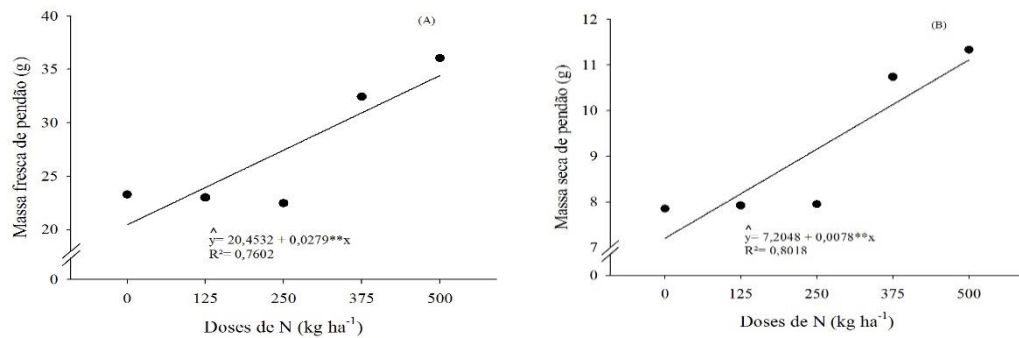 (A)
Massa fresca de pendão (g)
40
35
30
25
20
0
ŷ= 20,4532 + 0,0279**x
R²= 0,7602
0 125 250 375 500
Doses de N (kg ha⁻¹)
(B)
Massa seca de pendão (g)
12
11
10
9
8
7
0
ŷ= 7,2048 + 0,0078**x
R²= 0,8018
0 125 250 375 500
Doses de N (kg ha⁻¹)